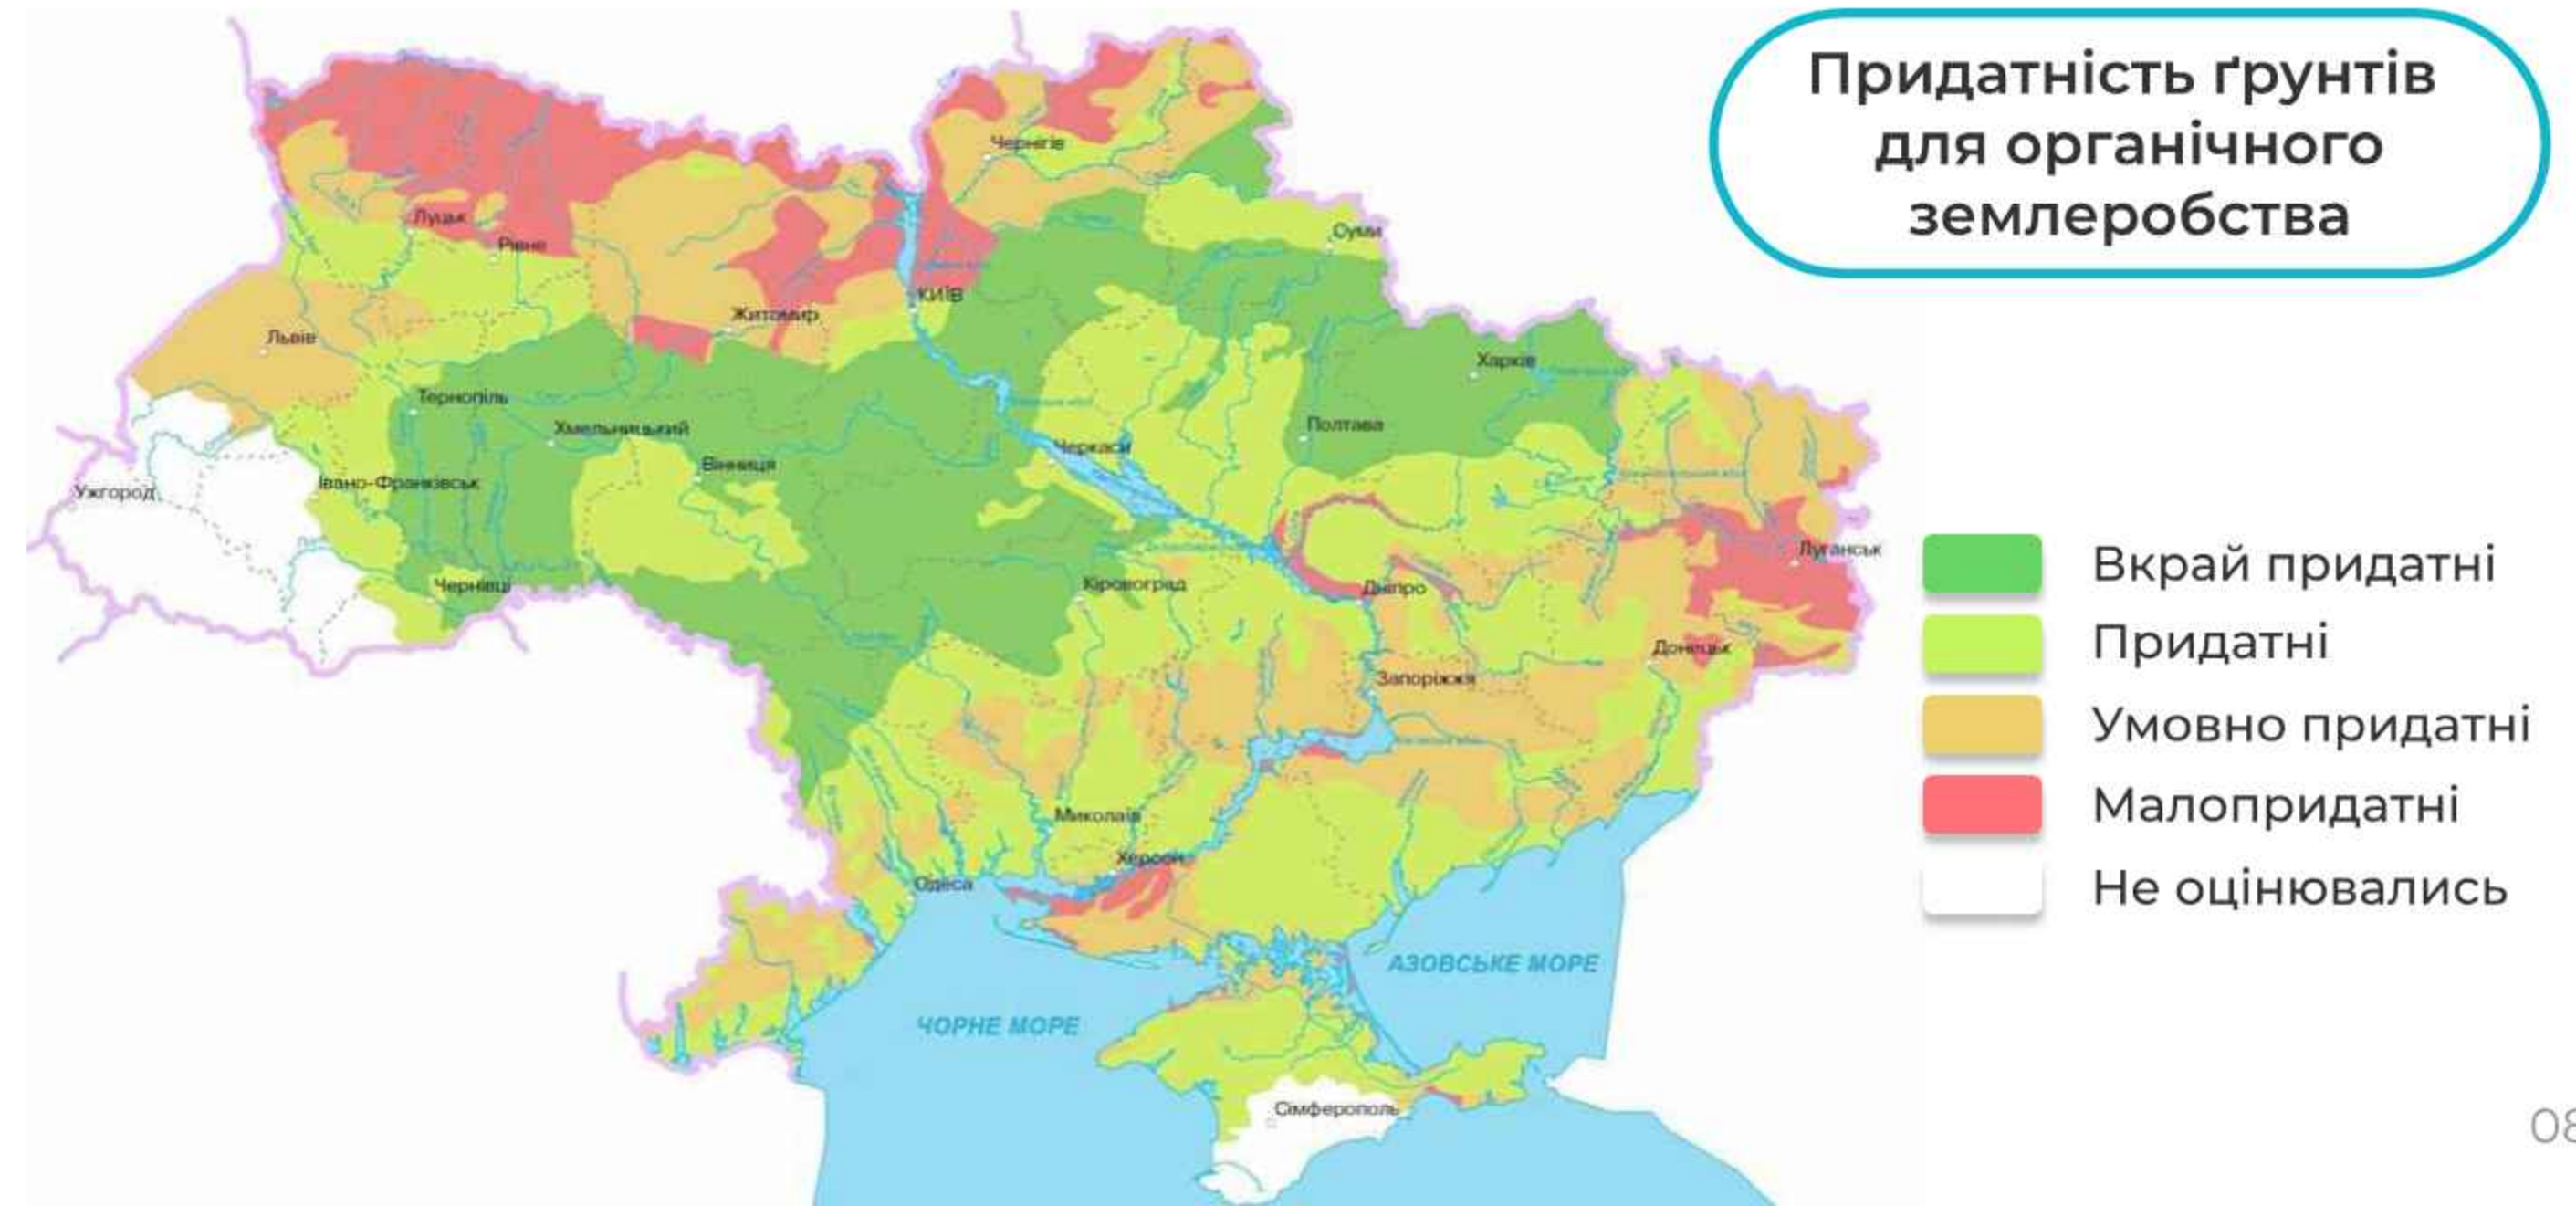 Придатність ґрунтів
для органічного
землеробства
Чернігів
Луцьк
Рівне
Суми
КИЇВ
Житомир
Львів
Харків
Тернопіль
Хмельницький
Полтава
Черкаси
Вінниця
Івано-Франківськ
Ужгород
Луганськ
Чернівці
Кіровоград
Дніпро
Донецьк
Запоріжжя
Миколаїв
Херсон
Одеса
АЗОВСЬКЕ МОРЕ
ЧОРНЕ МОРЕ
Сімферополь
Вкрай придатні
Придатні
Умовно придатні
Малопридатні
Не оцінювались
08